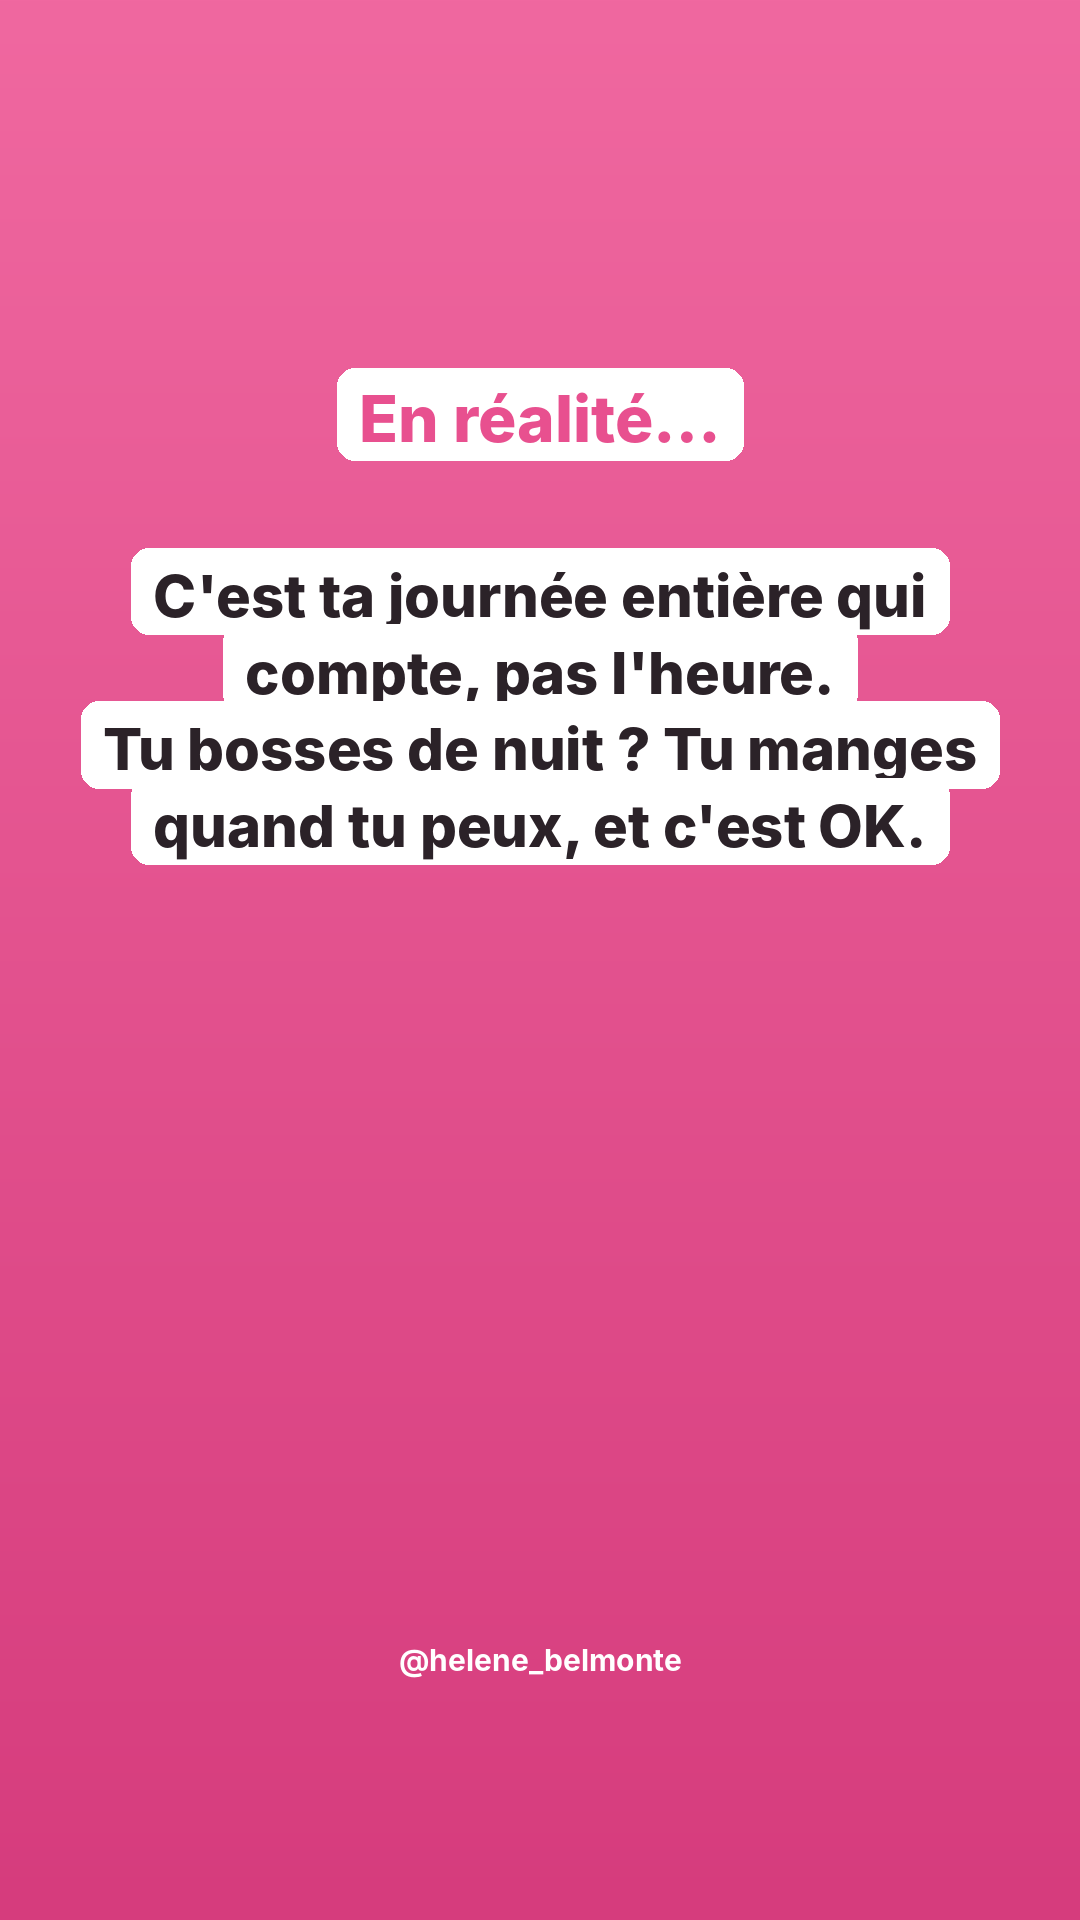 En réalité...
C'est ta journée entière qui
compte, pas l'heure.
Tu bosses de nuit ? Tu manges
quand tu peux, et c'est OK.
@helene_belmonte